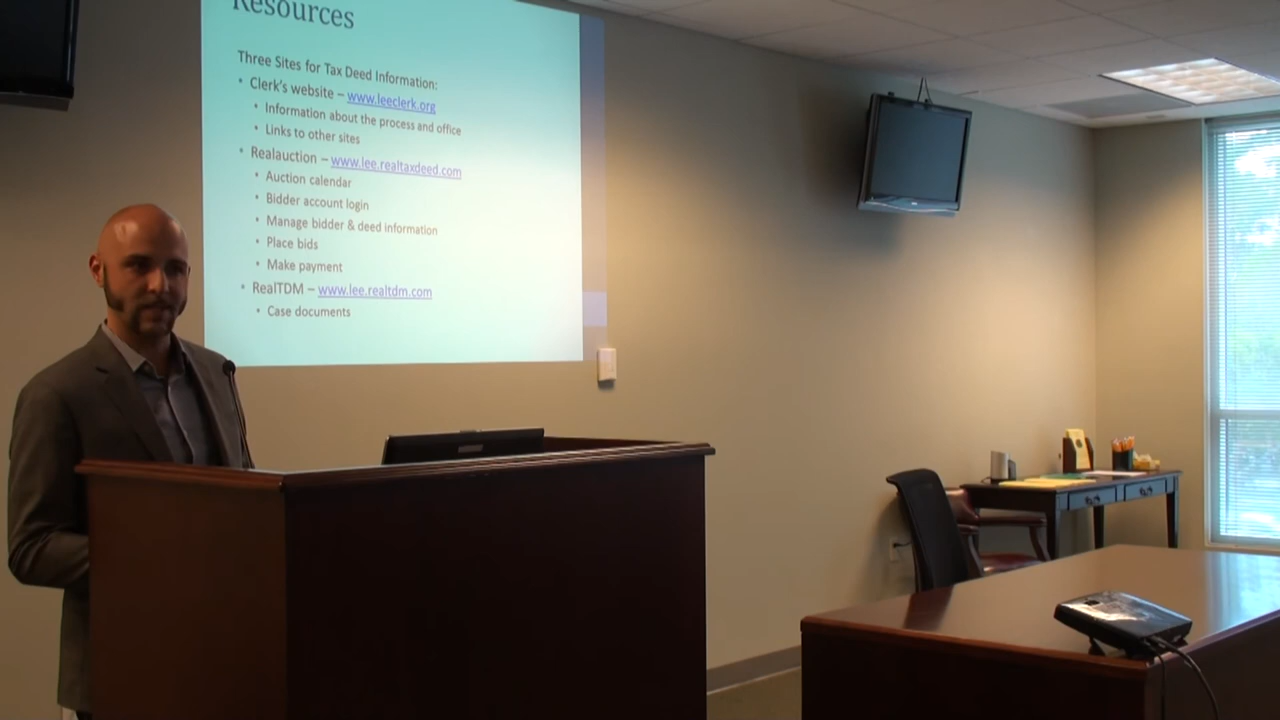 Resources
Three Sites for Tax Deed Information:
• Clerk's website – www.leeclerk.org
• Information about the process and office
• Links to other sites
• Realauction – www.lee.realtaxdeed.com
• Auction calendar
• Bidder account login
• Manage bidder & deed information
• Place bids
• Make payment
• RealTDM – www.lee.realtdm.com
• Case documents